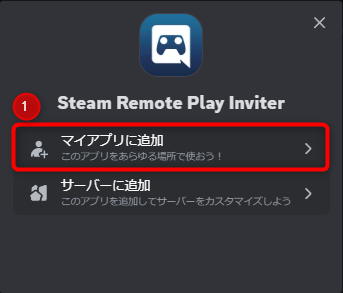 1
Steam Remote Play Inviter
マイアプリに追加
このアプリをあらゆる場所で使おう！
サーバーに追加
このアプリを追加してサーバーをカスタマイズしよう